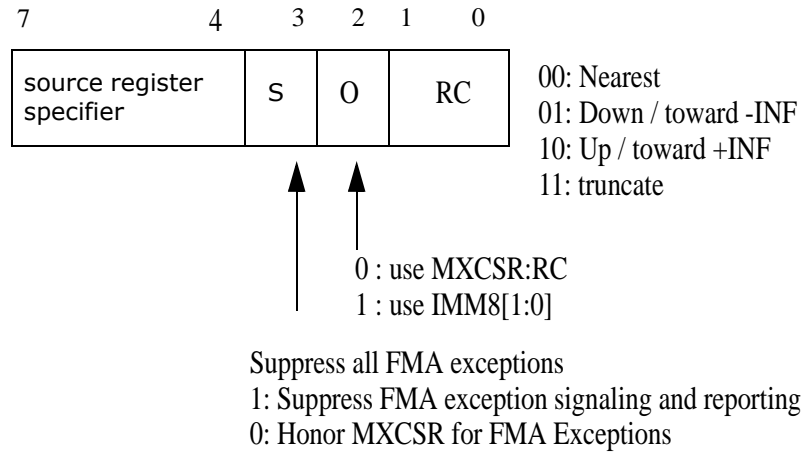 7 4 3 2 1 0
source register
specifier
S O RC
00: Nearest
01: Down / toward -INF
10: Up / toward +INF
11: truncate
0 : use MXCSR:RC
1 : use IMM8[1:0]
Suppress all FMA exceptions
1: Suppress FMA exception signaling and reporting
0: Honor MXCSR for FMA Exceptions